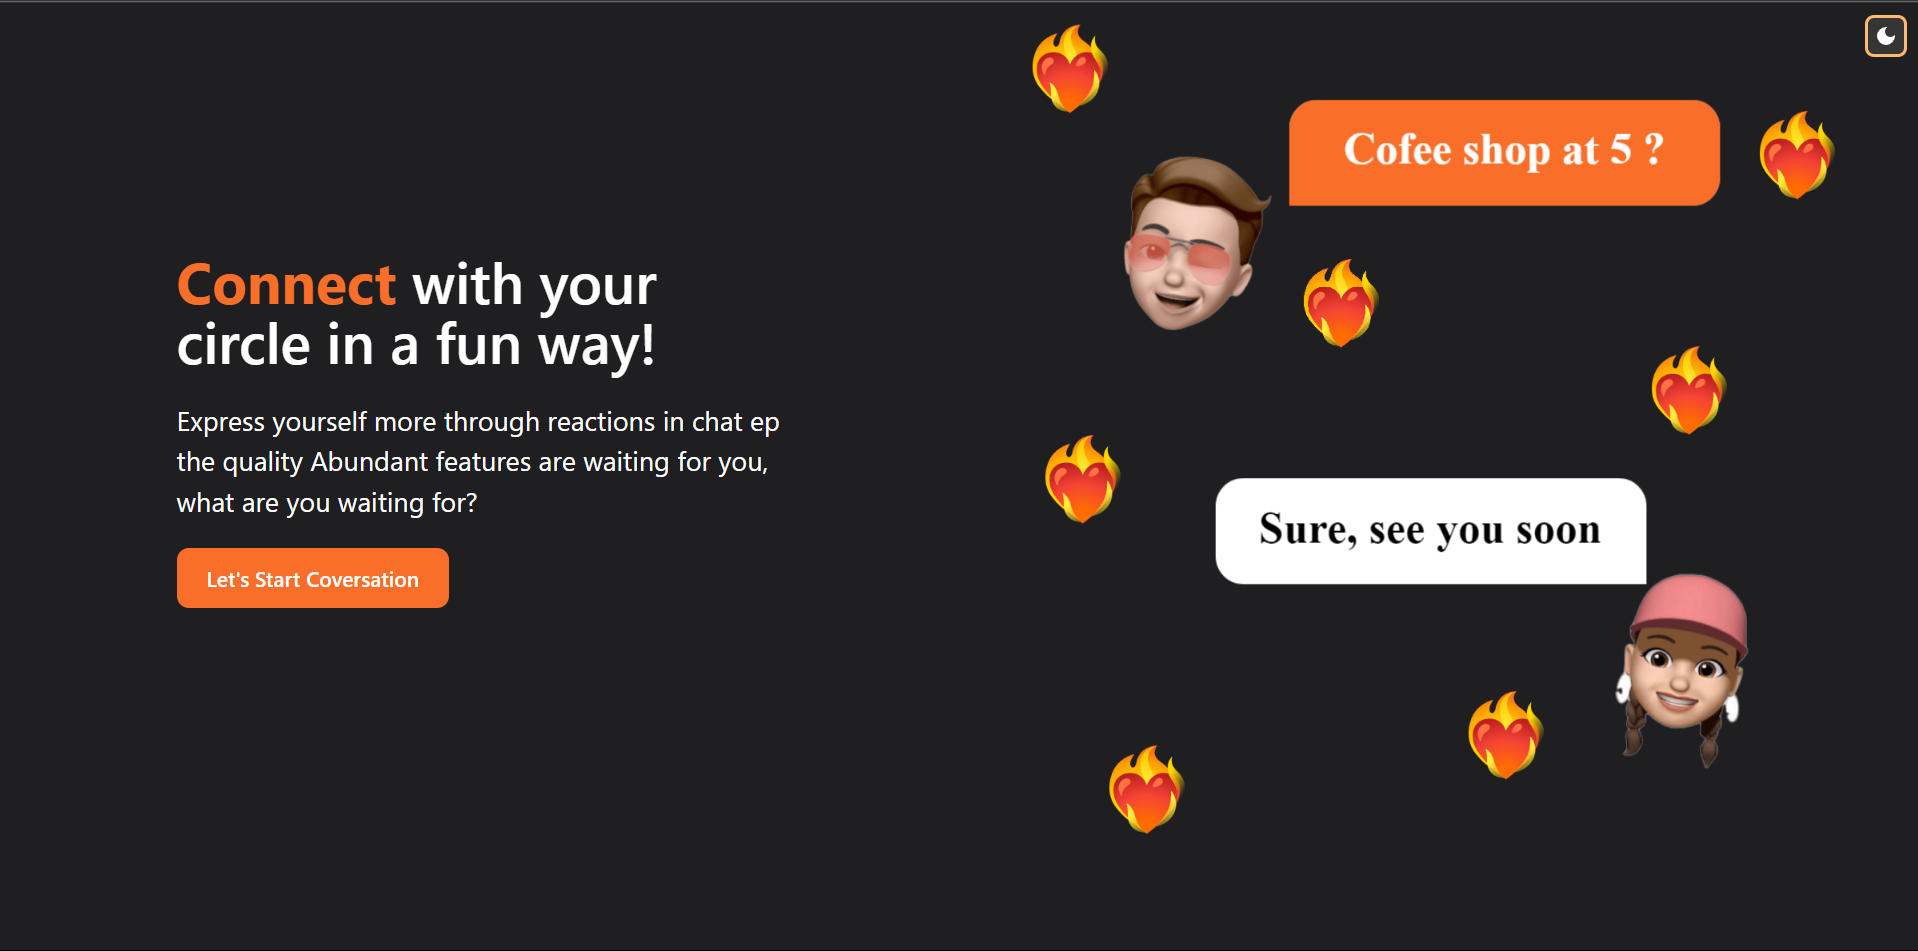 Connect with your
circle in a fun way!
Express yourself more through reactions in chat ep
the quality Abundant features are waiting for you,
what are you waiting for?
Let's Start Coversation
Cofee shop at 5 ?
Sure, see you soon